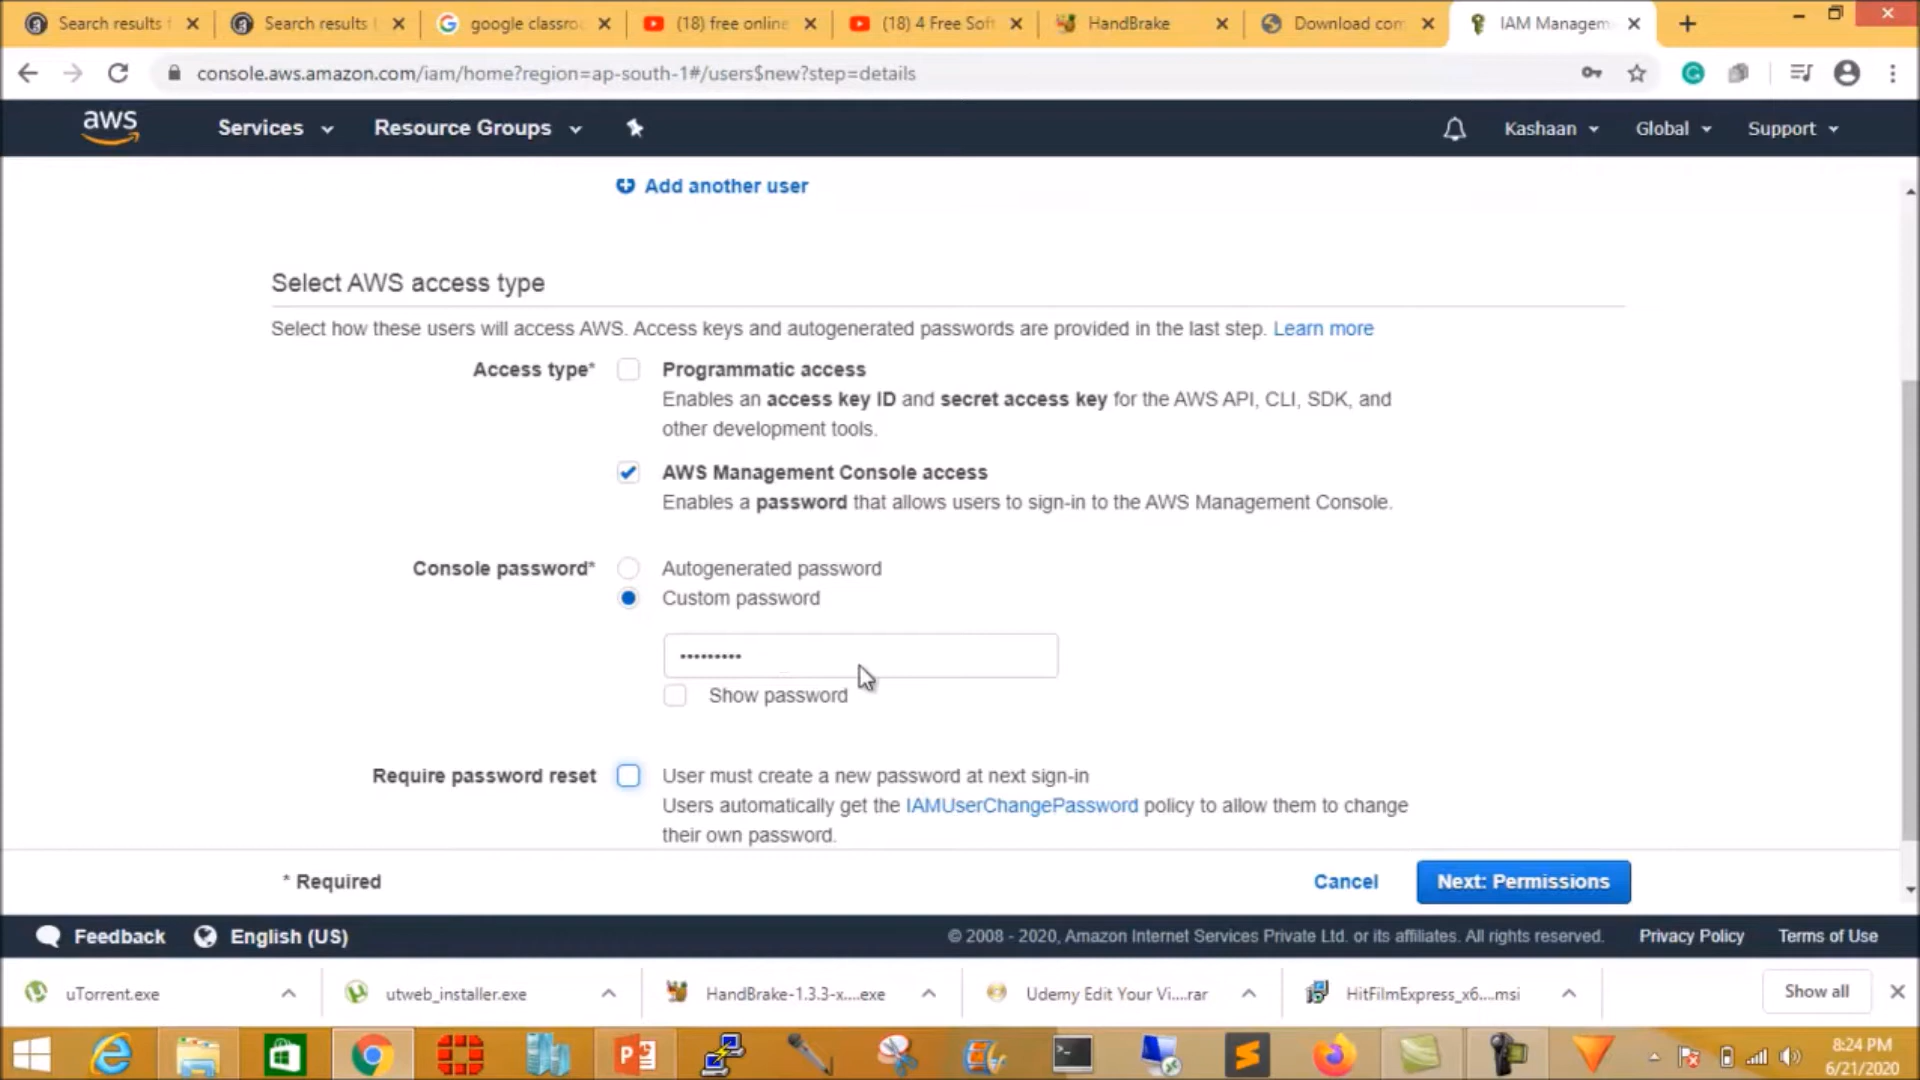 Search results f
Search results
google classro
(18) free online
(18) 4 Free Soft
HandBrake
Download com
IAM Managem
console.aws.amazon.com/iam/home?region=ap-south-1#/users$new?step=details
aws
Services
Resource Groups
Kashaan
Global
Support
Add another user
Select AWS access type
Select how these users will access AWS. Access keys and autogenerated passwords are provided in the last step. Learn more
Access type*
Programmatic access
Enables an access key ID and secret access key for the AWS API, CLI, SDK, and
other development tools.
AWS Management Console access
Enables a password that allows users to sign-in to the AWS Management Console.
Console password*
Autogenerated password
Custom password
•••••••••
Show password
Require password reset
User must create a new password at next sign-in
Users automatically get the IAMUserChangePassword policy to allow them to change
their own password.
* Required
Cancel
Next: Permissions
Feedback
English (US)
© 2008 - 2020, Amazon Internet Services Private Ltd. or its affiliates. All rights reserved.
Privacy Policy
Terms of Use
uTorrent.exe
utweb_installer.exe
HandBrake-1.3.3-x....exe
Udemy Edit Your Vi....rar
HitFilmExpress_x6....msi
Show all
8:24 PM
6/21/2020